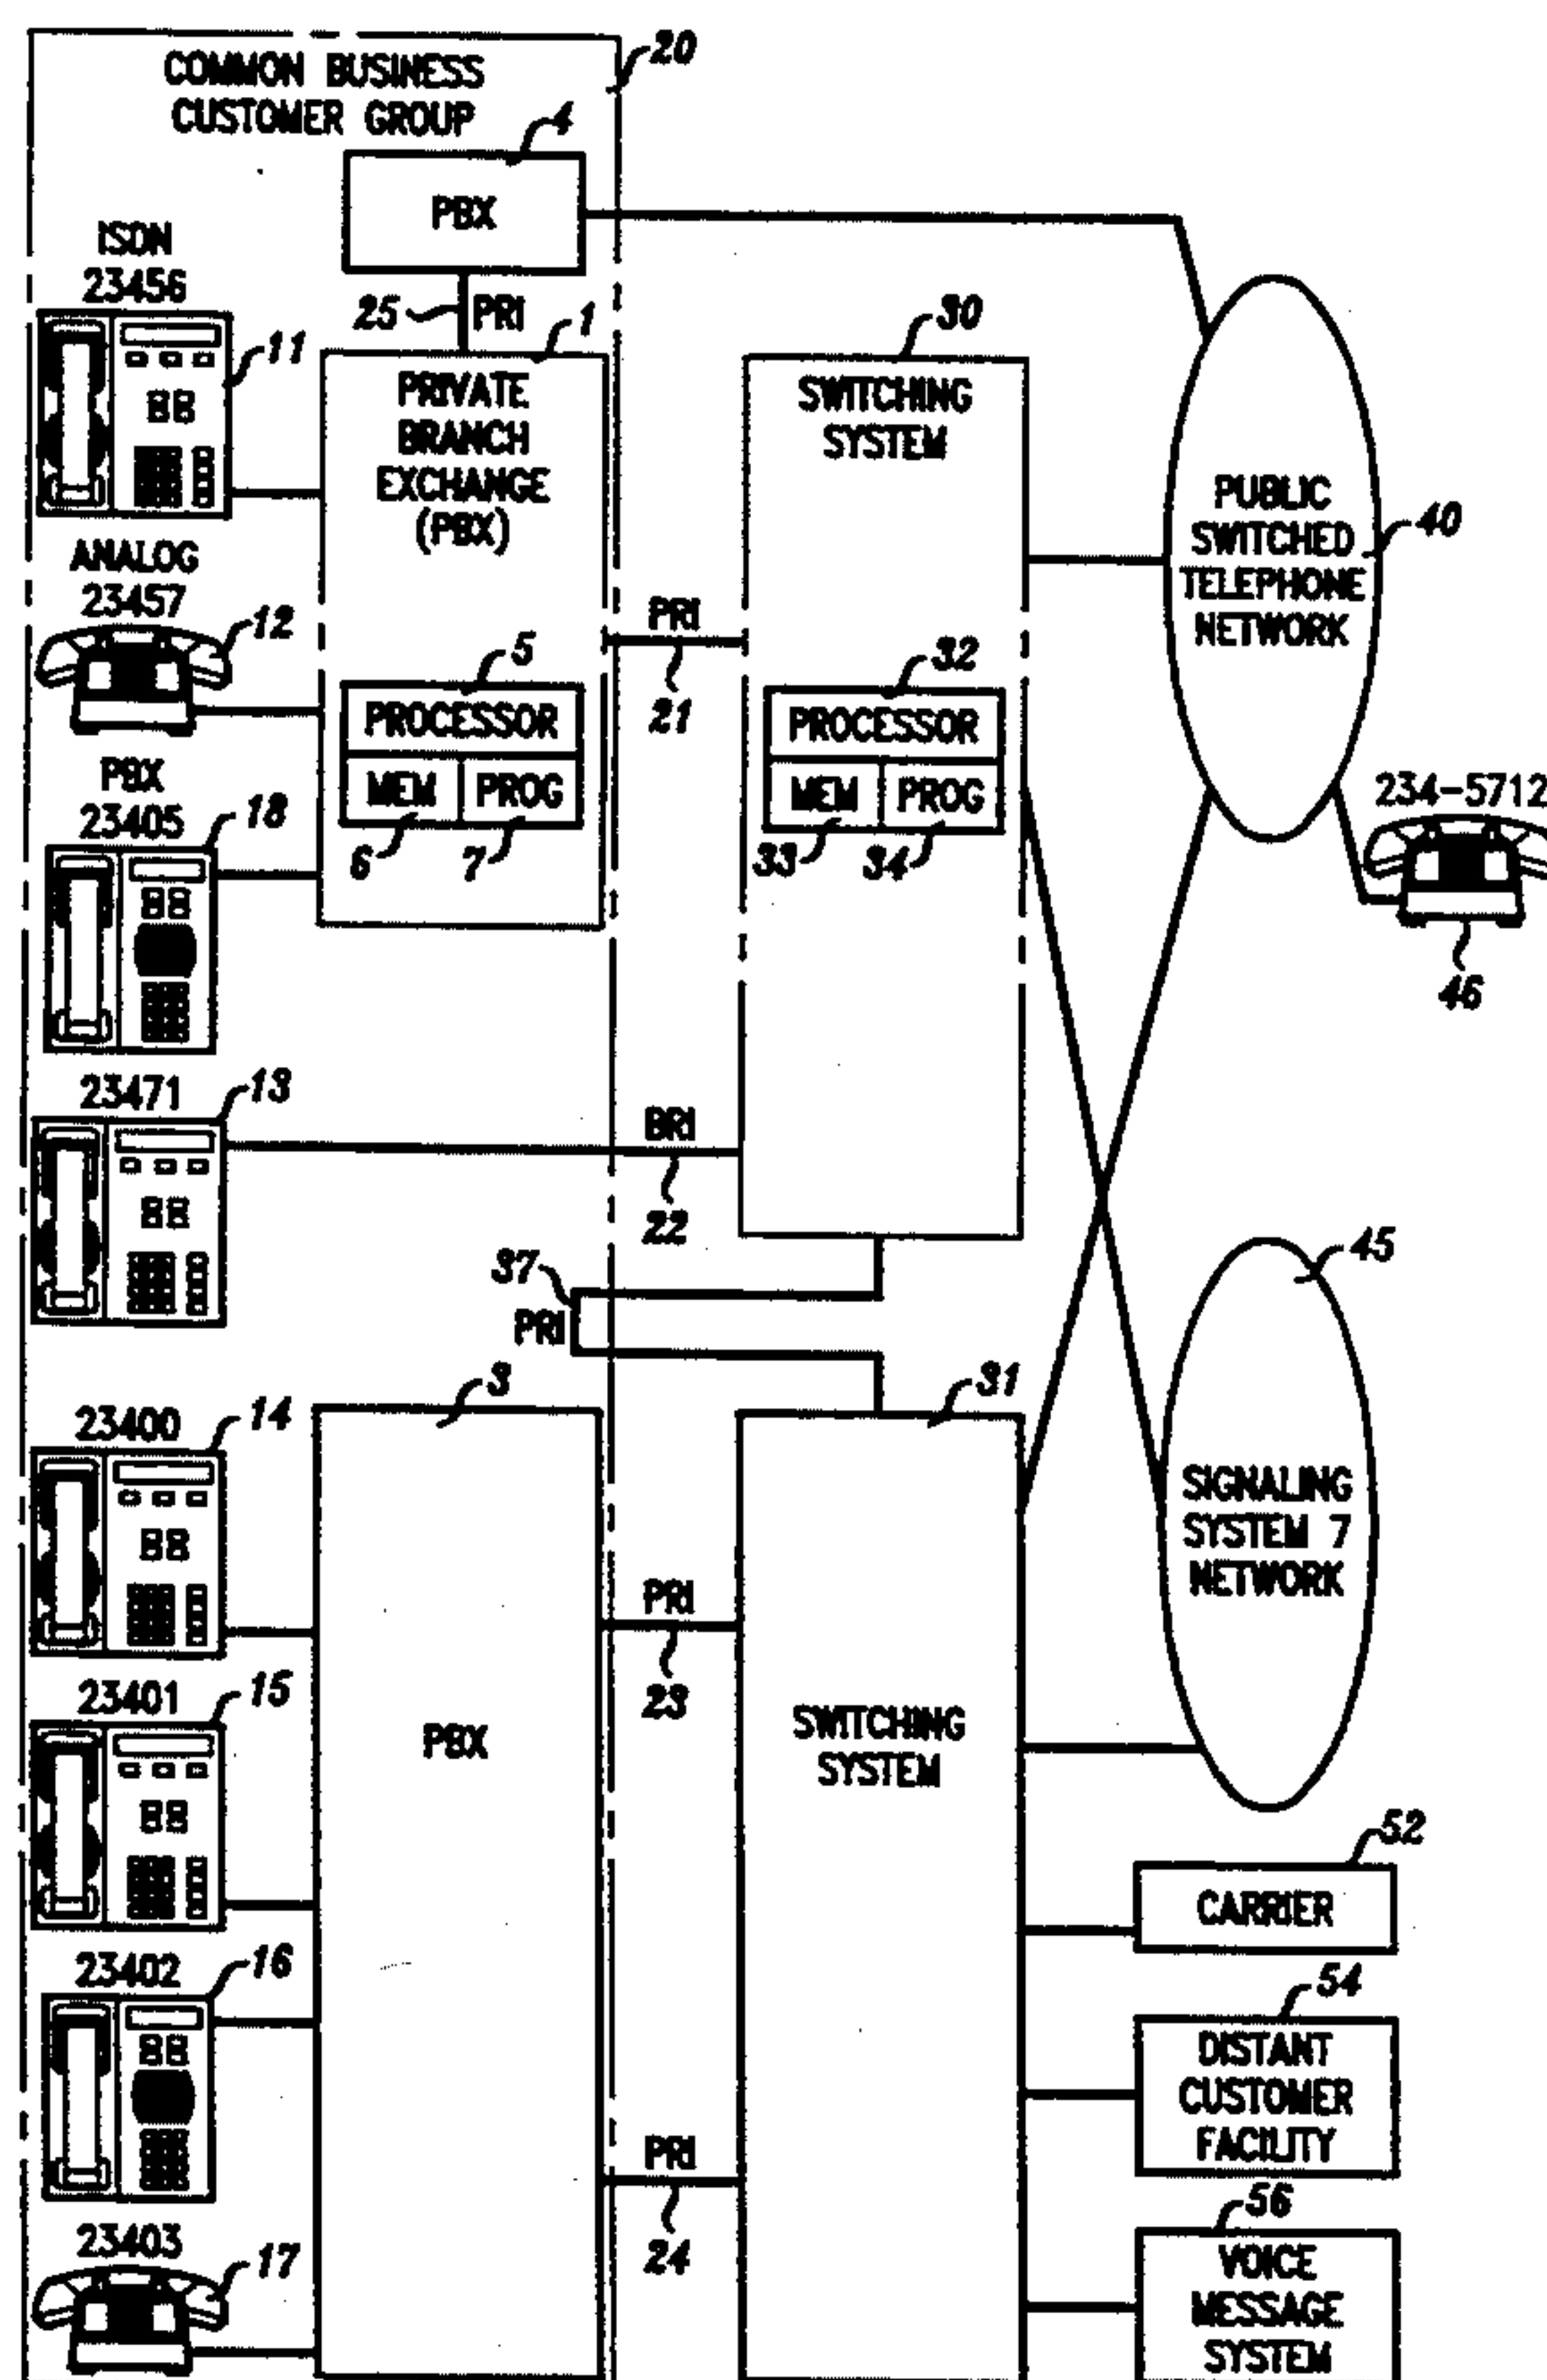 COMMON BUSINESS
CUSTOMER GROUP
20
4
PBX
ISDN
23456
11
25
PRI
1
30
PRIVATE
BRANCH
EXCHANGE
(PBX)
SWITCHING
SYSTEM
PUBLIC
SWITCHED
TELEPHONE
NETWORK
40
ANALOG
23457
12
PRI
21
5
PROCESSOR
MEM
PROG
6
7
32
PROCESSOR
MEM
PROG
33
34
PBX
23405
18
234-5712
46
23471
13
BRI
22
37
PRI
45
3
31
23400
14
SIGNALING
SYSTEM 7
NETWORK
PRI
23
23401
15
PBX
SWITCHING
SYSTEM
52
CARRIER
23402
16
54
DISTANT
CUSTOMER
FACILITY
PRI
24
56
VOICE
MESSAGE
SYSTEM
23403
17